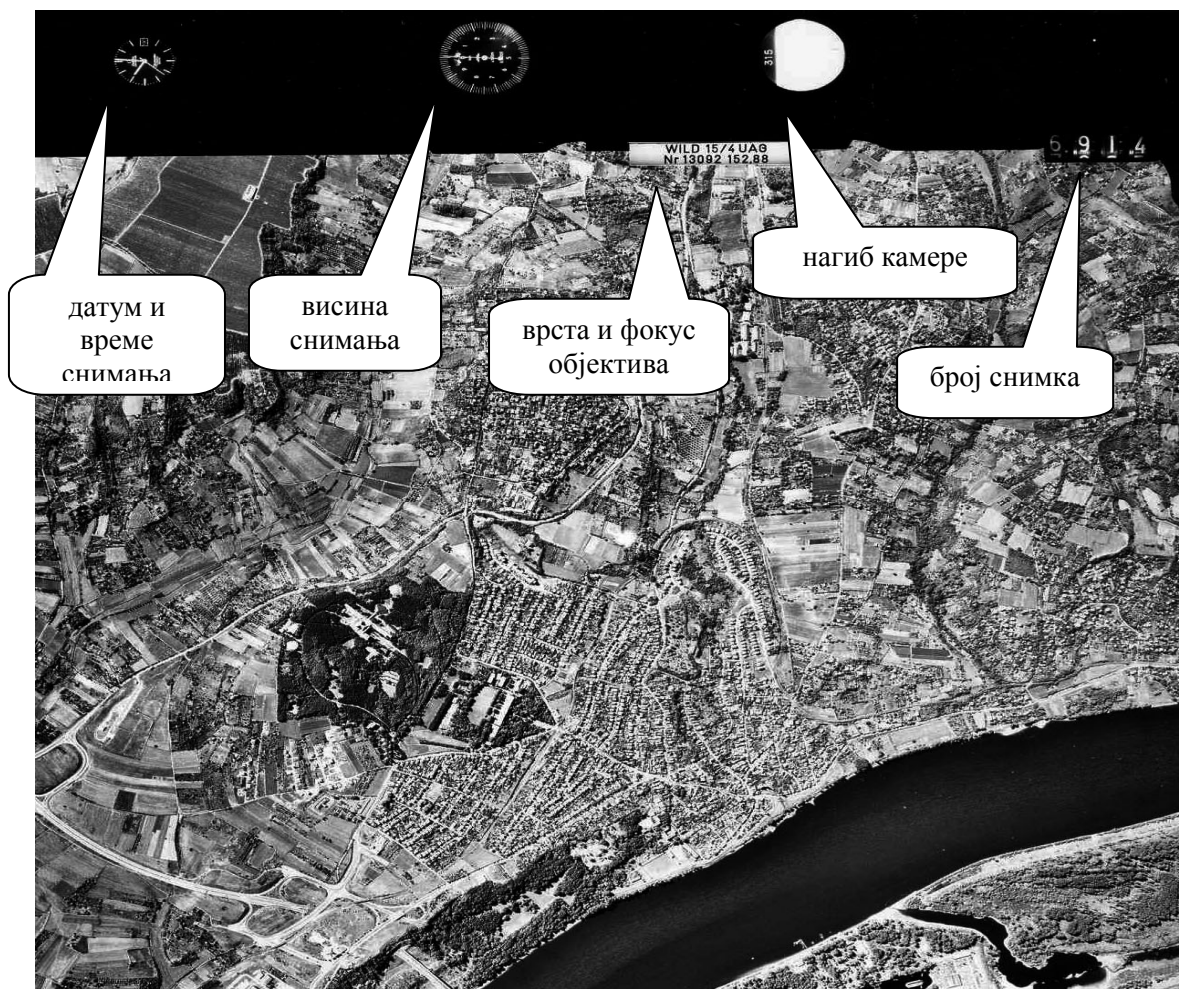 315
WILD 15/4 UAG
Nr 13092 152.88
6 9 1 4
нагиб камере
датум и
време
снимања
висина
снимања
врста и фокус
објектива
број снимка